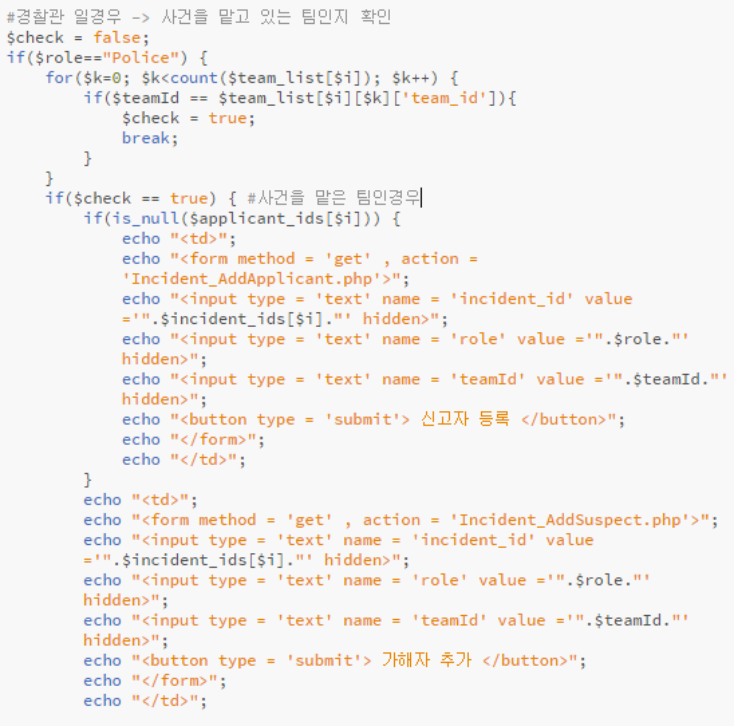 #경찰관 일경우 -> 사건을 맡고 있는 팀인지 확인
$check = false;
if($role=="Police") {
    for($k=0; $k<count($team_list[$i]); $k++) {
        if($teamId == $team_list[$i][$k]['team_id']){
            $check = true;
            break;
        }
    }
    if($check == true) { #사건을 맡은 팀인경우
        if(is_null($applicant_ids[$i])) {
            echo "<td>";
            echo "<form method = 'get' , action =
            'Incident_AddApplicant.php'>";
            echo "<input type = 'text' name = 'incident_id' value
            ='".$incident_ids[$i]."' hidden>";
            echo "<input type = 'text' name = 'role' value ='".$role."'
            hidden>";
            echo "<input type = 'text' name = 'teamId' value ='".$teamId."'
            hidden>";
            echo "<button type = 'submit'> 신고자 등록 </button>";
            echo "</form>";
            echo "</td>";
        }
        echo "<td>";
        echo "<form method = 'get' , action = 'Incident_AddSuspect.php'>";
        echo "<input type = 'text' name = 'incident_id' value
        ='".$incident_ids[$i]."' hidden>";
        echo "<input type = 'text' name = 'role' value ='".$role."'
        hidden>";
        echo "<input type = 'text' name = 'teamId' value ='".$teamId."'
        hidden>";
        echo "<button type = 'submit'> 가해자 추가 </button>";
        echo "</form>";
        echo "</td>";